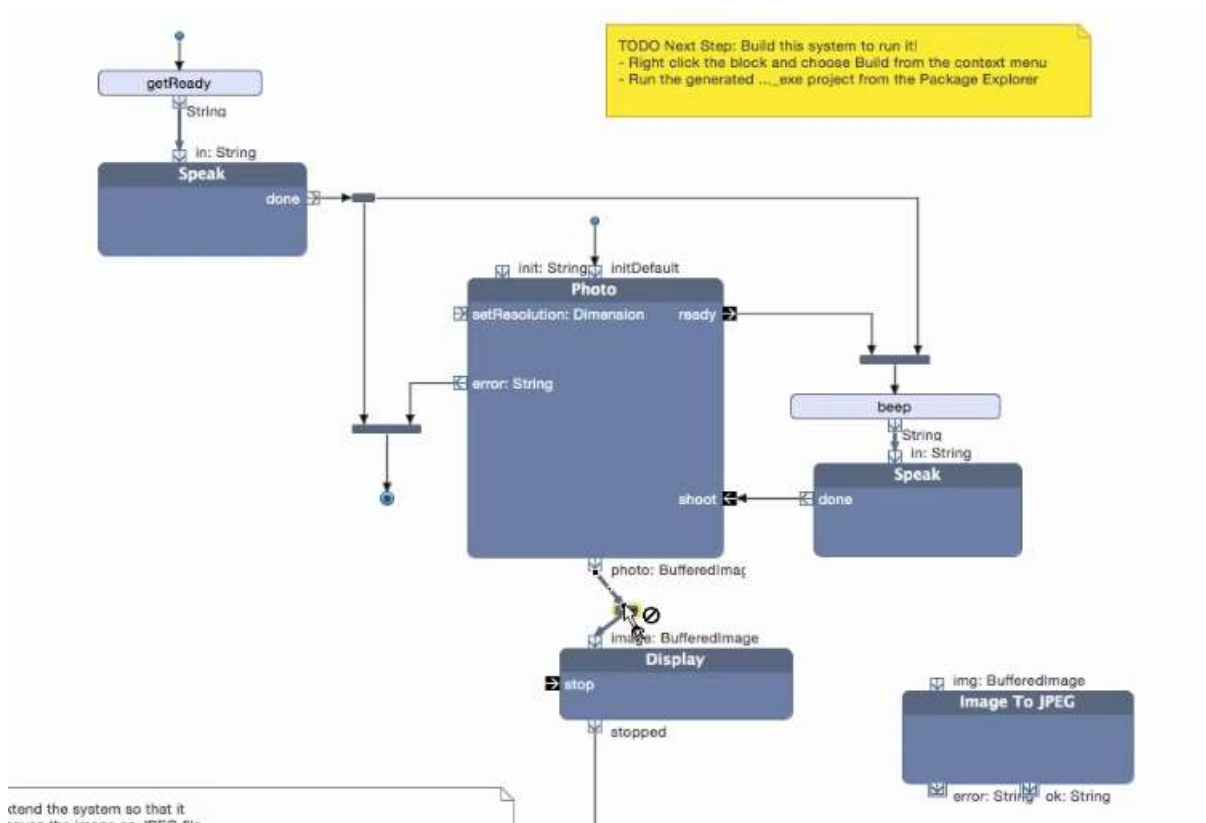 TODO Next Step: Build this system to run it!
- Right click the block and choose Build from the context menu
- Run the generated ..._exe project from the Package Explorer
getReady
String
in: String
Speak
done
init: String
initDefault
Photo
setResolution: Dimension
ready
error: String
beep
String
in: String
Speak
shoot
done
photo: BufferedImag
image: BufferedImage
Display
stop
stopped
img: BufferedImage
Image To JPEG
error: String
ok: String
xtend the system so that it